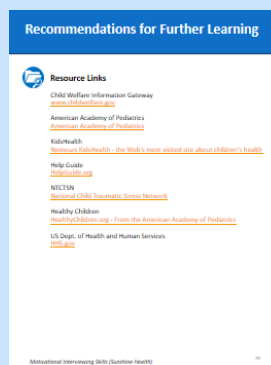 Recommendations for Further Learning
Resource Links
Child Welfare Information Gateway
www.childwelfare.gov
American Academy of Pediatrics
American Academy of Pediatrics
KidsHealth
Nemours KidsHealth - the Web's most visited site about children's health
Help Guide
HelpGuide.org
NTCTSN
National Child Traumatic Stress Network
Healthy Children
HealthyChildren.org - From the American Academy of Pediatrics
US Dept. of Health and Human Services
HHS.gov
Motivational Interviewing Skills (Sunshine Health)